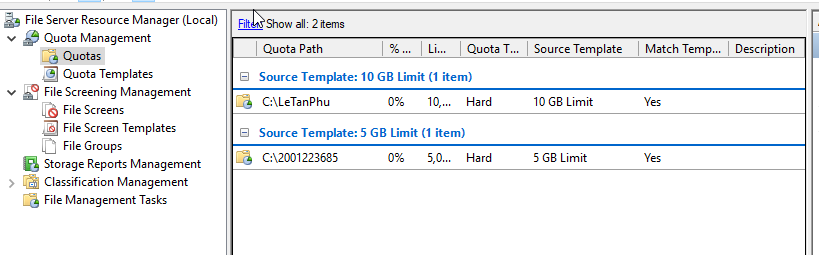 File Server Resource Manager (Local)
Quota Management
Quotas
Quota Templates
File Screening Management
File Screens
File Screen Templates
File Groups
Storage Reports Management
Classification Management
File Management Tasks
Filter: Show all: 2 items
Quota Path % ... Li... Quota T... Source Template Match Temp... Description
Source Template: 10 GB Limit (1 item)
C:\LeTanPhu 0% 10,... Hard 10 GB Limit Yes
Source Template: 5 GB Limit (1 item)
C:\2001223685 0% 5,0... Hard 5 GB Limit Yes